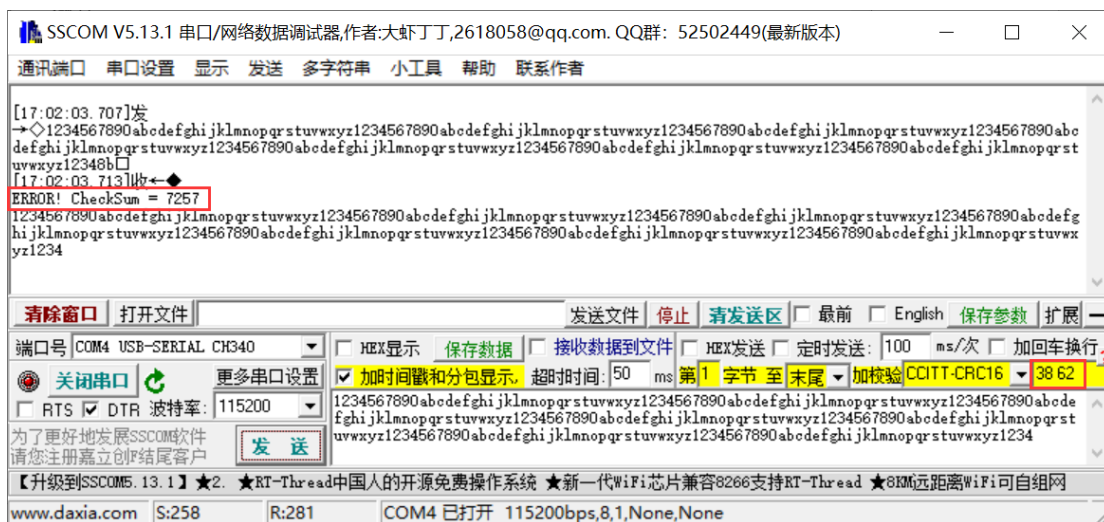 SSCOM V5.13.1 串口/网络数据调试器,作者:大虾丁丁,2618058@qq.com. QQ群：52502449(最新版本)
通讯端口 串口设置 显示 发送 多字符串 小工具 帮助 联系作者
[17:02:03.707]发
→◇1234567890abcdefghijklmnopqrstuvwxyz1234567890abcdefghijklmnopqrstuvwxyz1234567890abc
defghijklmnopqrstuvwxyz1234567890abcdefghijklmnopqrstuvwxyz1234567890abcdefghijklmnopqrst
uvwxyz12348b□
[17:02:03.713]收←◆
ERROR! CheckSum = 7257
1234567890abcdefghijklmnopqrstuvwxyz1234567890abcdefghijklmnopqrstuvwxyz1234567890abcdefg
hijklmnopqrstuvwxyz1234567890abcdefghijklmnopqrstuvwxyz1234567890abcdefghijklmnopqrstuvwx
yz1234
清除窗口 打开文件 发送文件 停止 清发送区 最前 English 保存参数 扩展 —
端口号 COM4 USB-SERIAL CH340 HEX显示 保存数据 接收数据到文件 HEX发送 定时发送: 100 ms/次 加回车换行
关闭串口 更多串口设置 加时间戳和分包显示, 超时时间: 50 ms 第 1 字节 至 末尾 加校验 CCITT-CRC16 38 62
RTS DTR 波特率: 115200
1234567890abcdefghijklmnopqrstuvwxyz1234567890abcdefghijklmnopqrstuvwxyz1234567890abcde
fghijklmnopqrstuvwxyz1234567890abcdefghijklmnopqrstuvwxyz1234567890abcdefghijklmnopqrst
uvwxyz1234567890abcdefghijklmnopqrstuvwxyz1234567890abcdefghijklmnopqrstuvwxyz1234
为了更好地发展SSCOM软件
请您注册嘉立创F结尾客户
发 送
【升级到SSCOM5.13.1】★2. ★RT-Thread中国人的开源免费操作系统 ★新一代WiFi芯片兼容8266支持RT-Thread ★8KM远距离WiFi可自组网
www.daxia.com S:258 R:281 COM4 已打开 115200bps,8,1,None,None